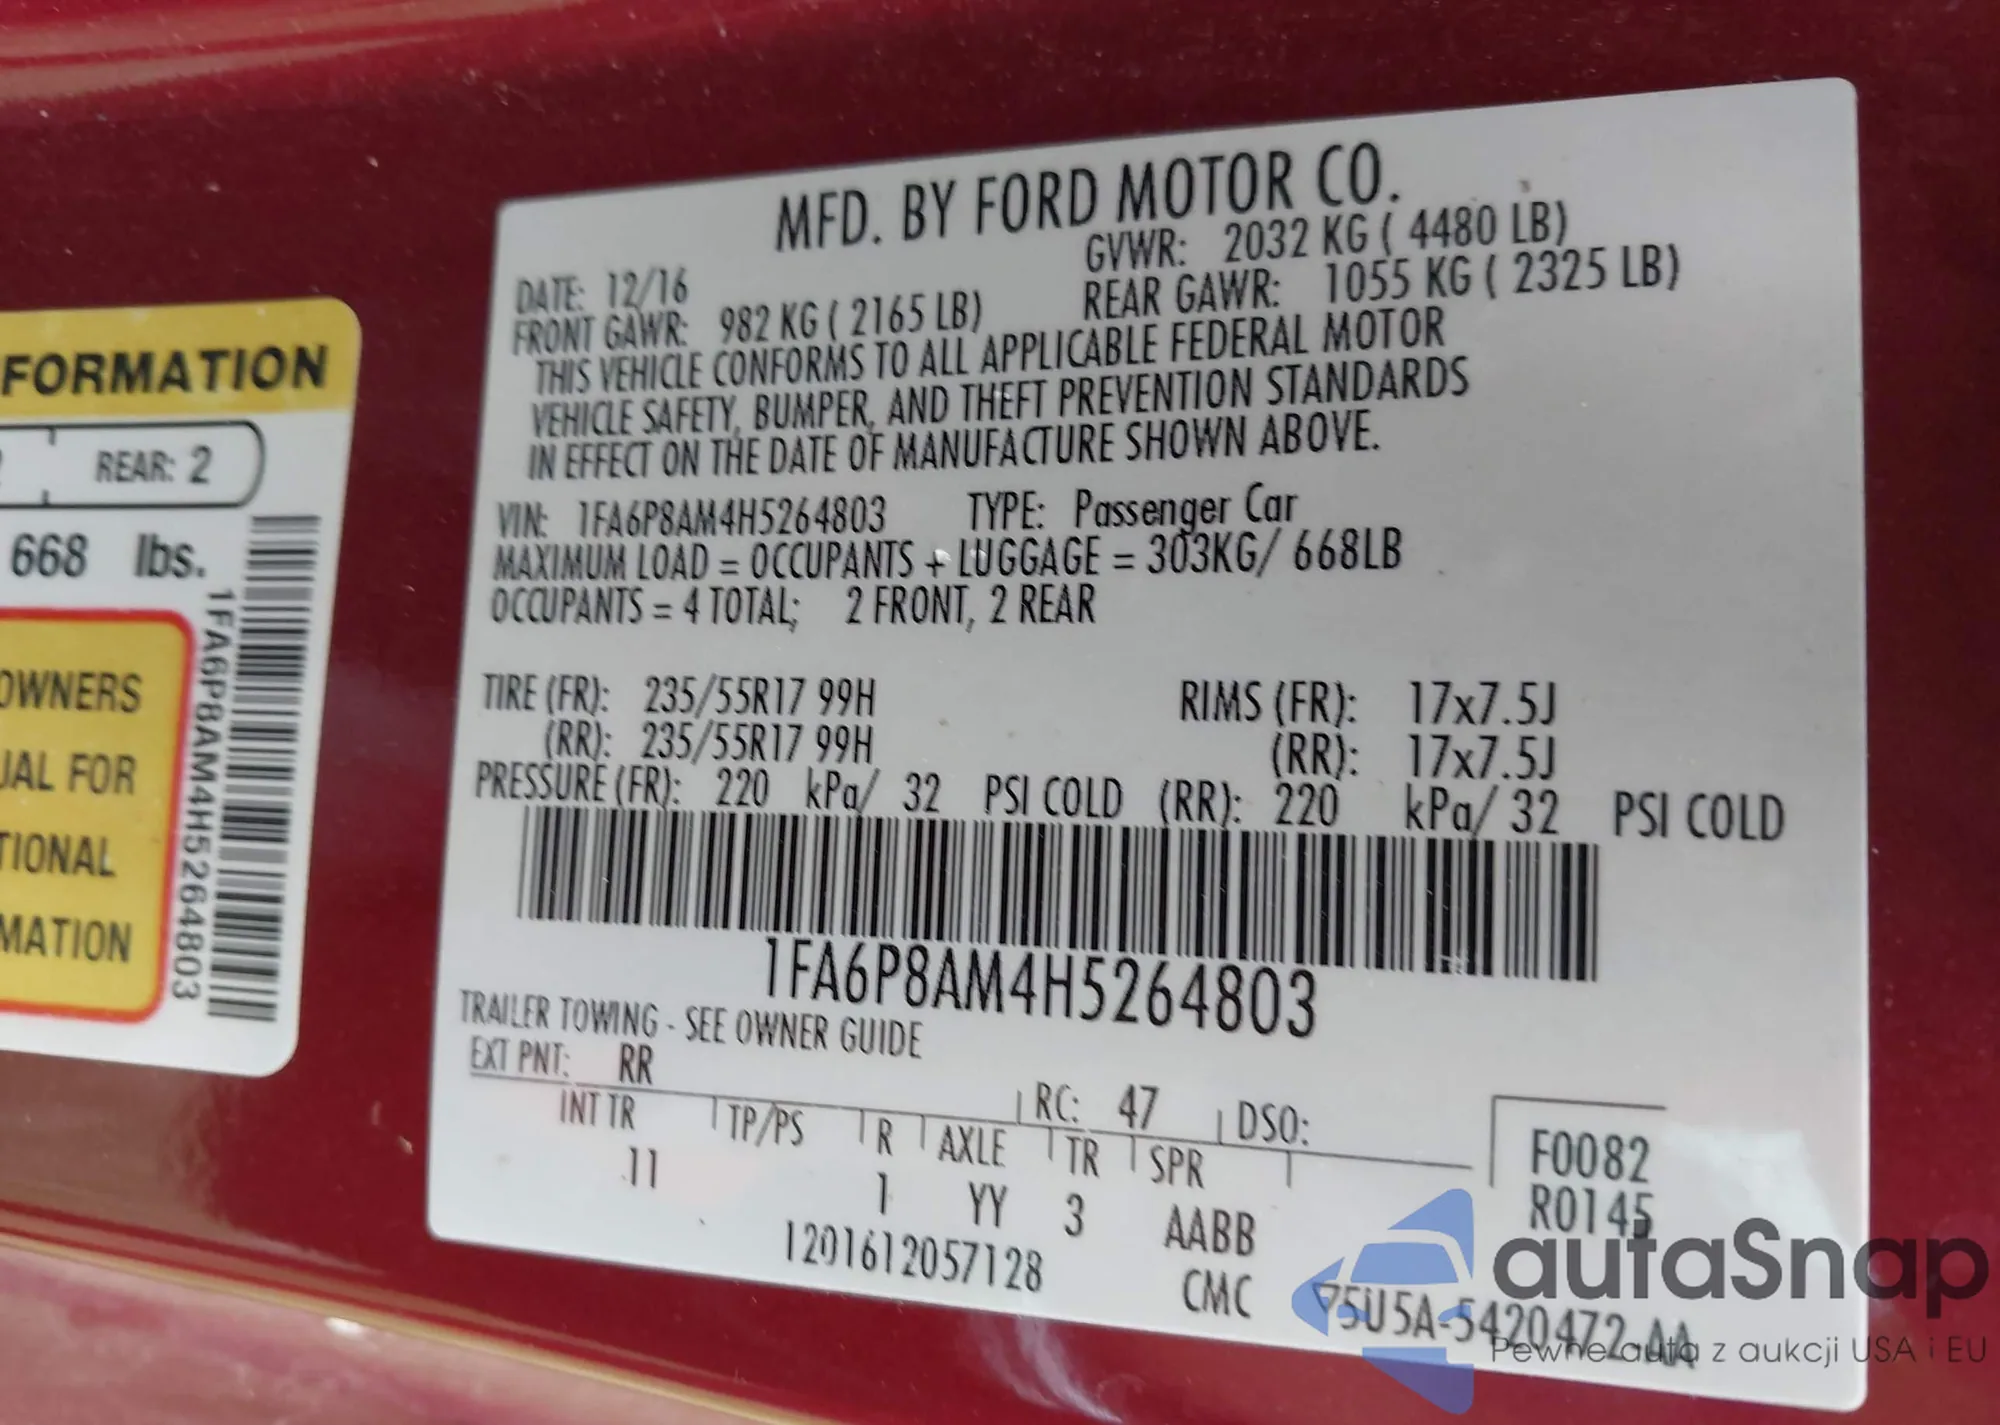 FORMATION
REAR: 2
668 lbs.
1FA6P8AM4H5264803
OWNERS
UAL FOR
TIONAL
MATION
MFD. BY FORD MOTOR CO.
DATE: 12/16 GVWR: 2032 KG ( 4480 LB)
FRONT GAWR: 982 KG ( 2165 LB) REAR GAWR: 1055 KG ( 2325 LB)
THIS VEHICLE CONFORMS TO ALL APPLICABLE FEDERAL MOTOR
VEHICLE SAFETY, BUMPER, AND THEFT PREVENTION STANDARDS
IN EFFECT ON THE DATE OF MANUFACTURE SHOWN ABOVE.
VIN: 1FA6P8AM4H5264803 TYPE: Passenger Car
MAXIMUM LOAD = OCCUPANTS + LUGGAGE = 303KG/ 668LB
OCCUPANTS = 4 TOTAL; 2 FRONT, 2 REAR
TIRE (FR): 235/55R17 99H RIMS (FR): 17x7.5J
(RR): 235/55R17 99H (RR): 17x7.5J
PRESSURE (FR): 220 kPa/ 32 PSI COLD (RR): 220 kPa/ 32 PSI COLD
1FA6P8AM4H5264803
TRAILER TOWING - SEE OWNER GUIDE
EXT PNT: RR RC: 47 DSO:
INT TR TP/PS R AXLE TR SPR
11 1 YY 3 AABB
F0082
R0145
1201612057128 CMC
autaSnap
Pewne auta z aukcji USA i EU